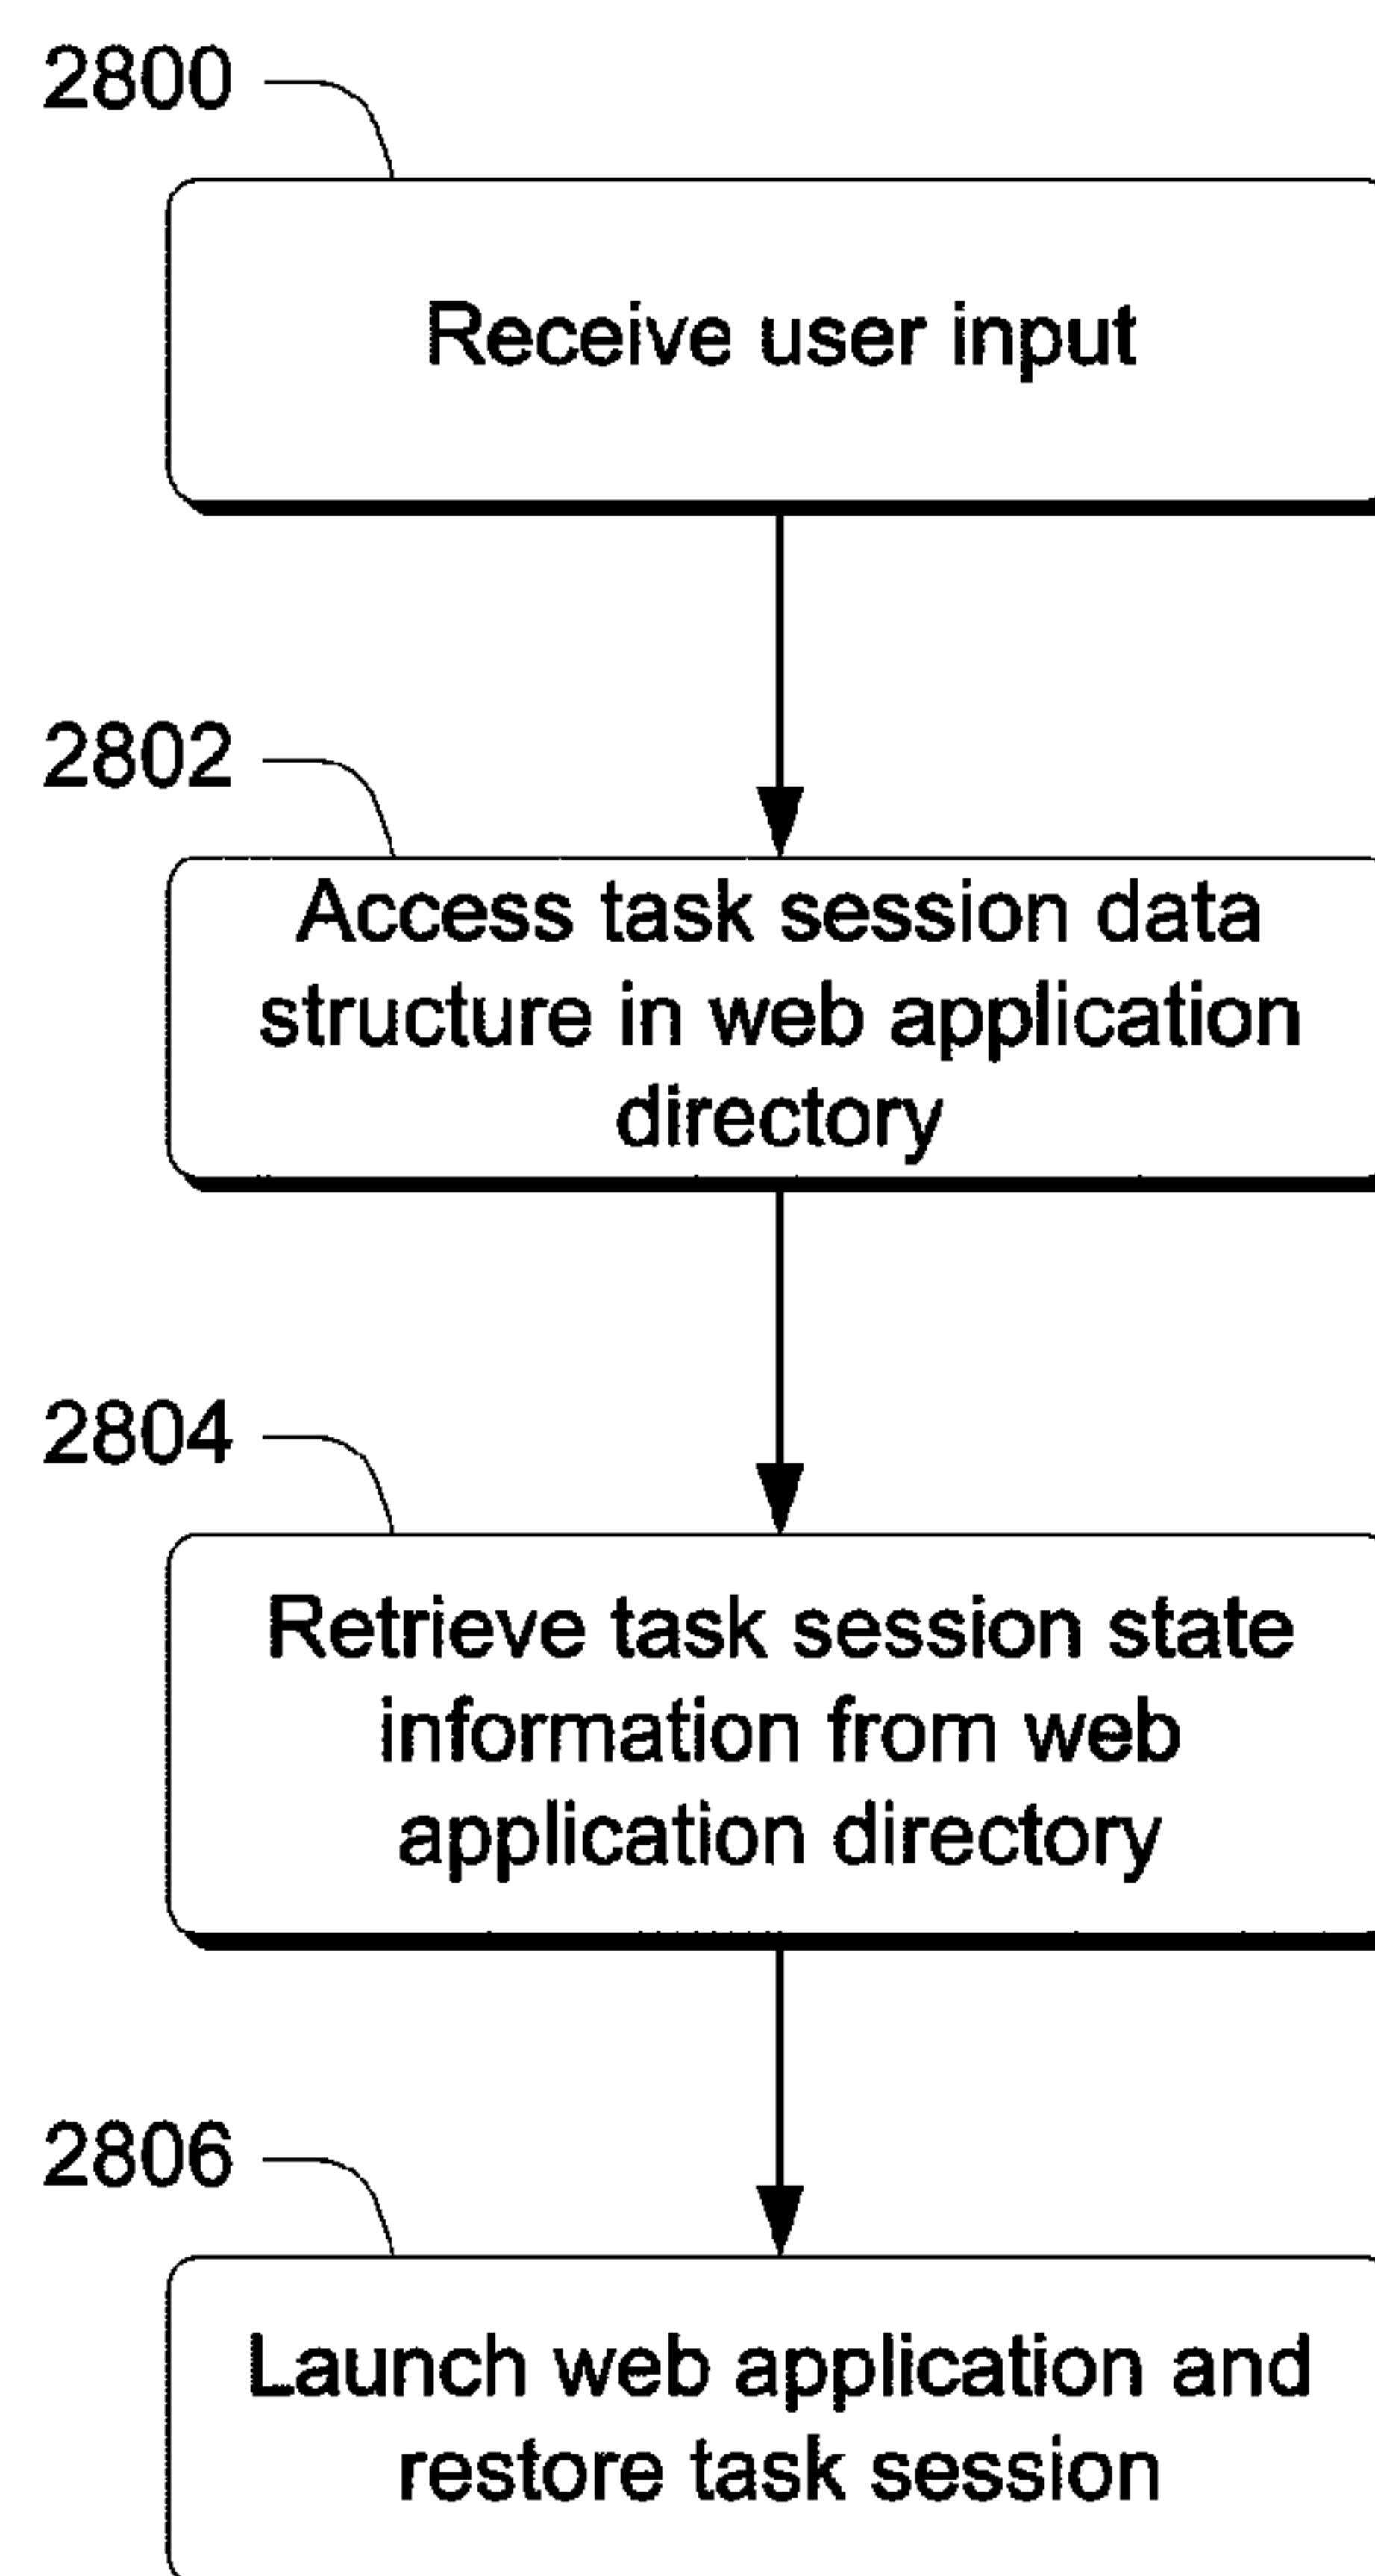 2800
Receive user input
2802
Access task session data
structure in web application
directory
2804
Retrieve task session state
information from web
application directory
2806
Launch web application and
restore task session